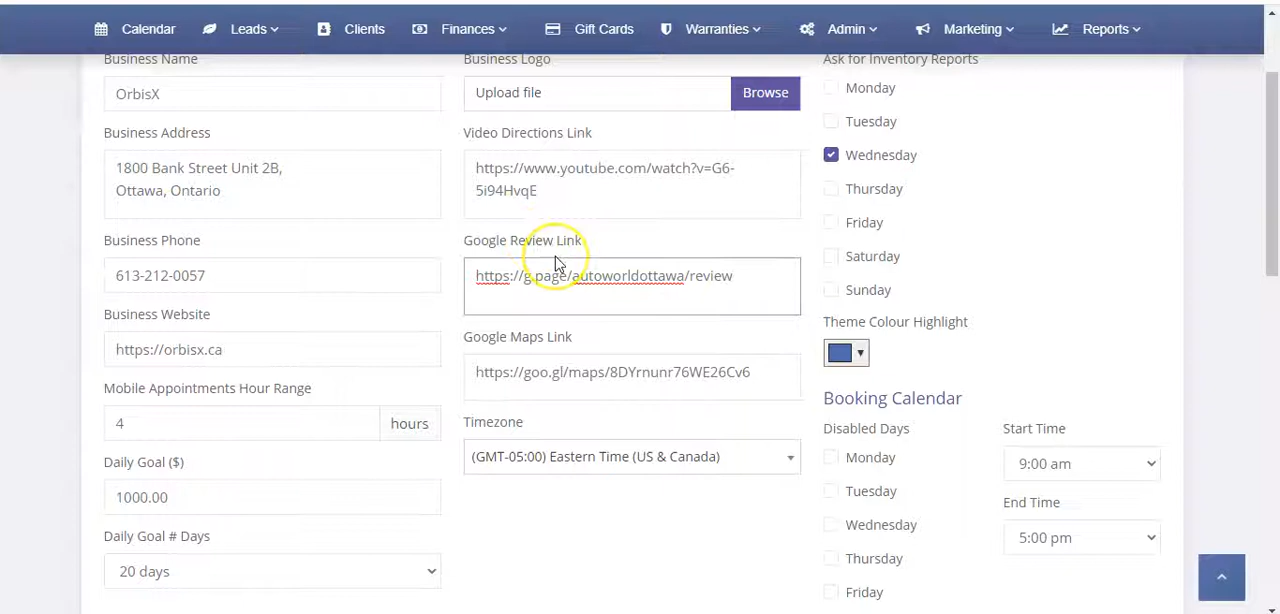 Calendar
Leads
Clients
Finances
Gift Cards
Warranties
Admin
Marketing
Reports
Business Name
OrbisX
Business Address
1800 Bank Street Unit 2B,
Ottawa, Ontario
Business Phone
613-212-0057
Business Website
https://orbisx.ca
Mobile Appointments Hour Range
4
hours
Daily Goal ($)
1000.00
Daily Goal # Days
20 days
Business Logo
Upload file
Browse
Video Directions Link
https://www.youtube.com/watch?v=G6-
5i94HvqE
Google Review Link
https://g.page/autoworldottawa/review
Google Maps Link
https://goo.gl/maps/8DYrnunr76WE26Cv6
Timezone
(GMT-05:00) Eastern Time (US & Canada)
Ask for Inventory Reports
Monday
Tuesday
Wednesday
Thursday
Friday
Saturday
Sunday
Theme Colour Highlight
Booking Calendar
Disabled Days
Monday
Tuesday
Wednesday
Thursday
Friday
Start Time
9:00 am
End Time
5:00 pm